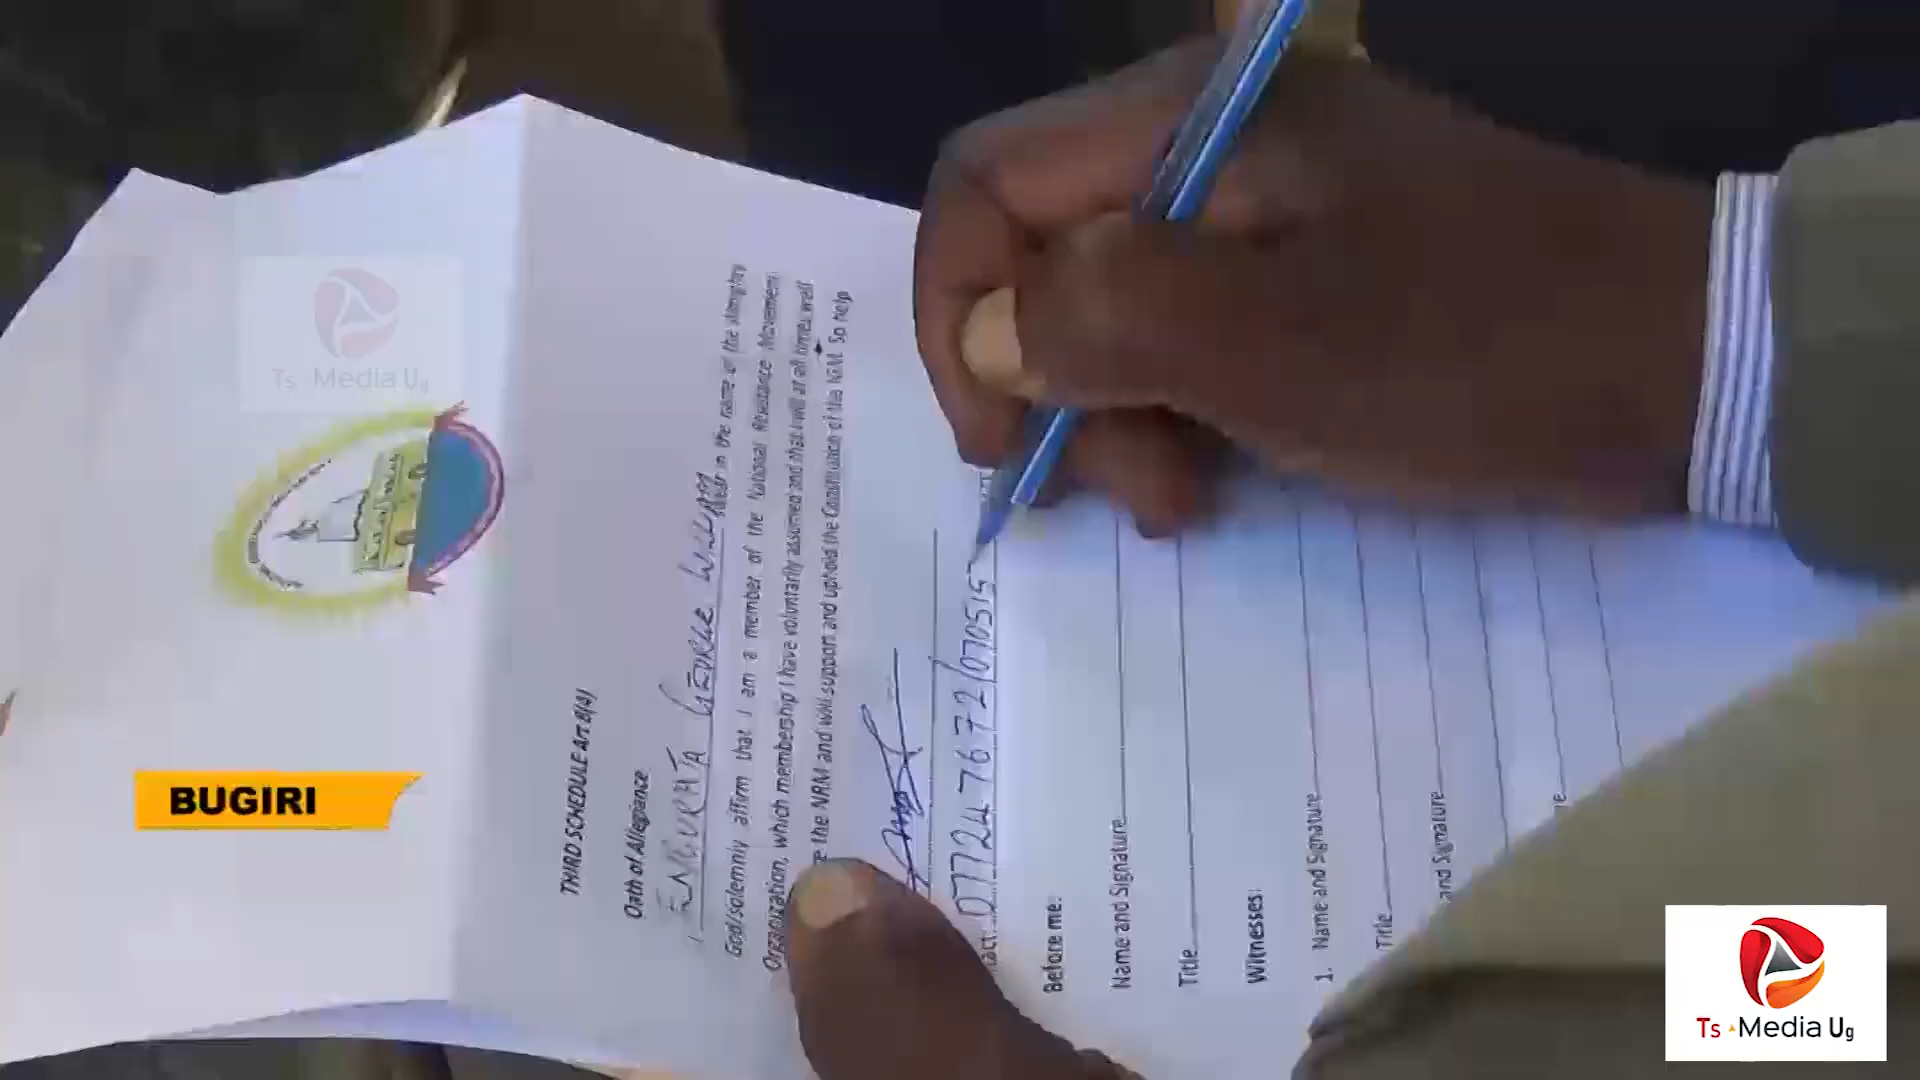 THIRD SCHEDULE Art 8(4)
Oath of Allegiance
GEORGE WILLIAM swear in the name of the almighty
God/solemnly affirm that I am a member of the National Resistance Movement
Organization, which membership I have voluntarily assumed and that I will at all times well
the NRM and will support and uphold the Constitution of the NRM. So help
0772447672/070515
Before me:
Name and Signature
Title
Witnesses:
1. Name and Signature
Title
and Signature
BUGIRI
Ts Media Ug
Ts Media Ug